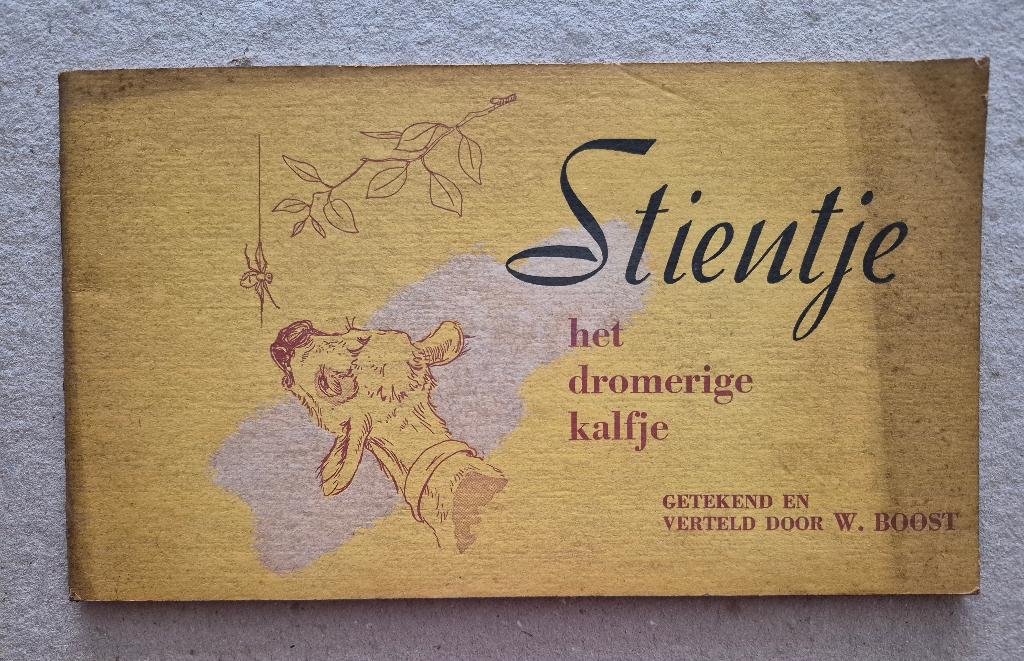 Stientje
het
dromerige
kalfje
GETEKEND EN
VERTELD DOOR W. BOOST